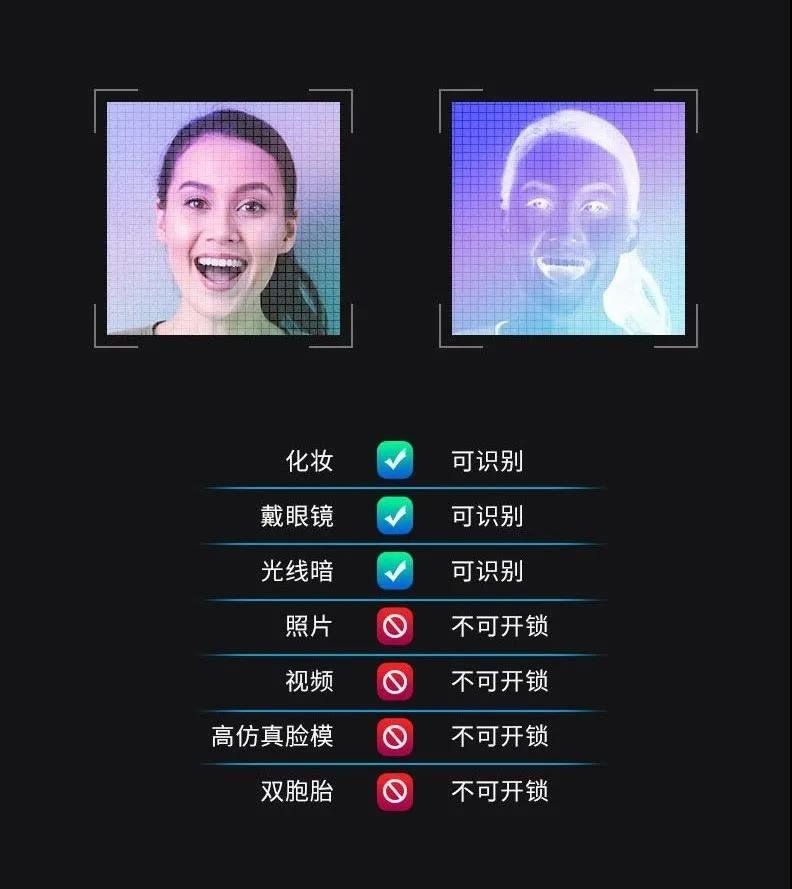 化妆 可识别
戴眼镜 可识别
光线暗 可识别
照片 不可开锁
视频 不可开锁
高仿真脸模 不可开锁
双胞胎 不可开锁